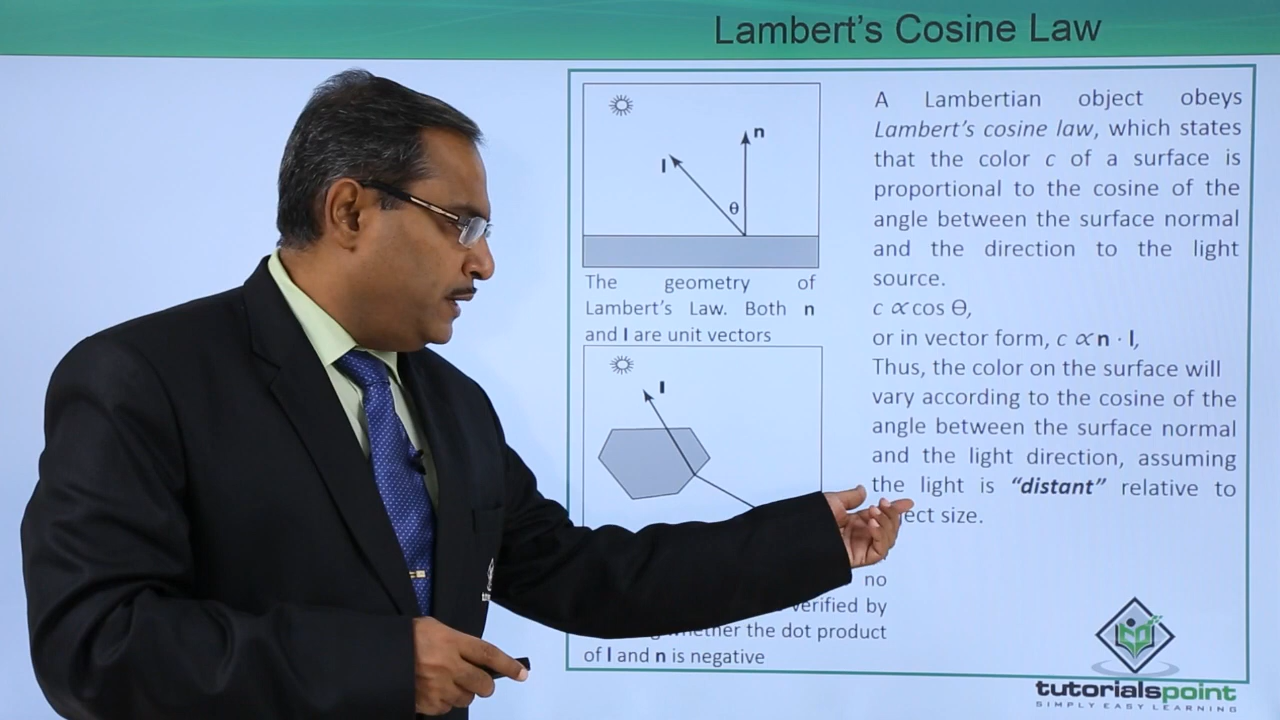 Lambert's Cosine Law
n
l
θ
The geometry of
Lambert's Law. Both n
and l are unit vectors
l
no
verified by
whether the dot product
of l and n is negative
A Lambertian object obeys
Lambert's cosine law, which states
that the color c of a surface is
proportional to the cosine of the
angle between the surface normal
and the direction to the light
source.
c ∝ cos Θ,
or in vector form, c ∝ n · l,
Thus, the color on the surface will
vary according to the cosine of the
angle between the surface normal
and the light direction, assuming
the light is “distant” relative to
size.
tutorialspoint
SIMPLY EASY LEARNING